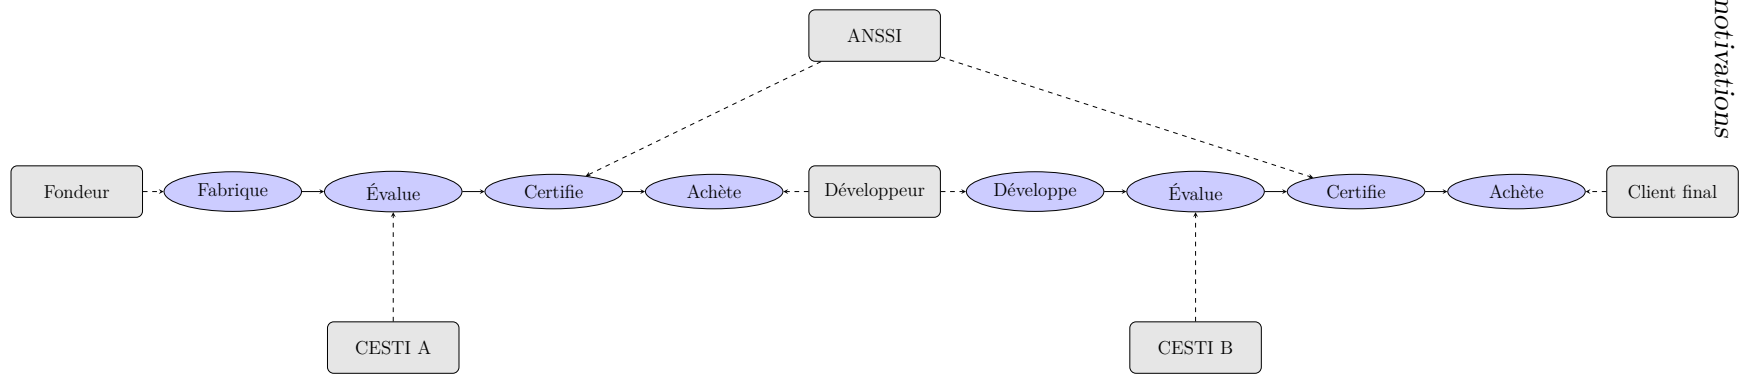 motivations
ANSSI
Fondeur
Fabrique
Évalue
Certifie
Achète
Développeur
Développe
Évalue
Certifie
Achète
Client final
CESTI A
CESTI B